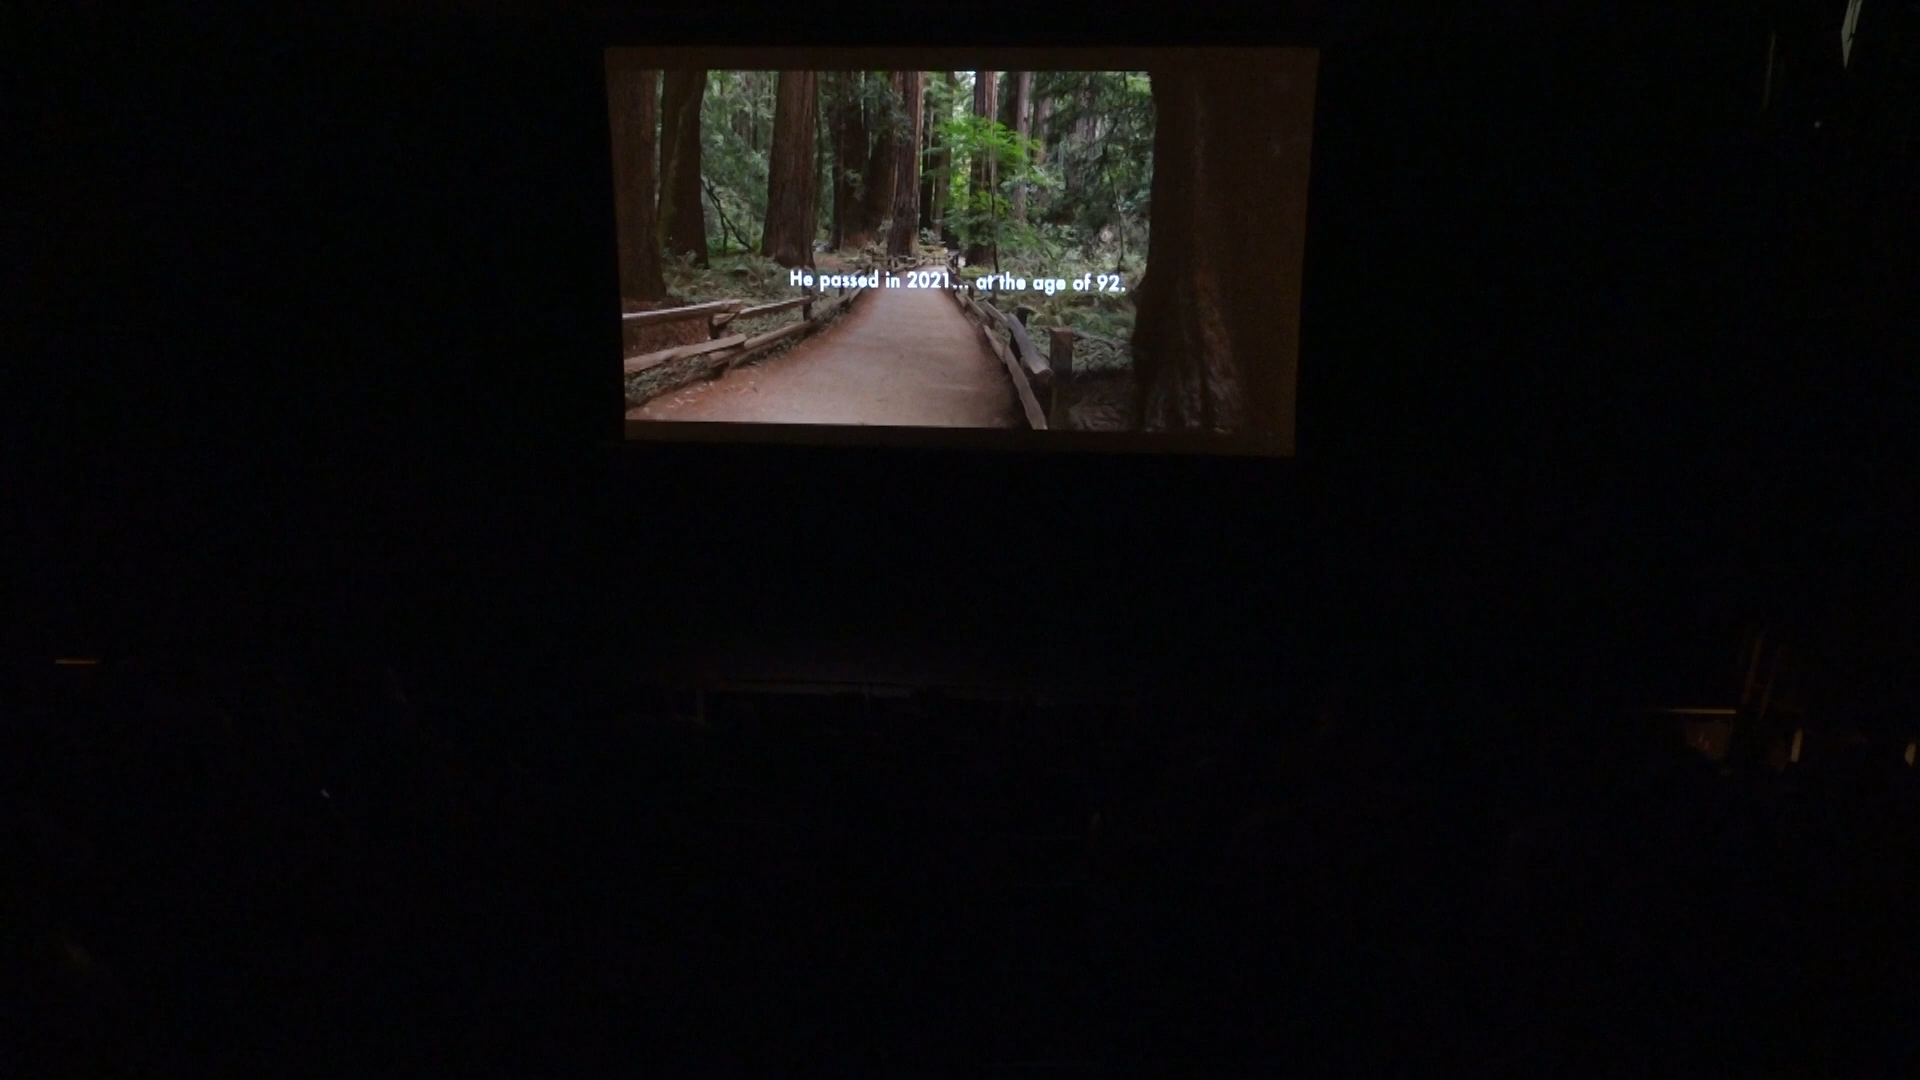 He passed in 2021... at the age of 92.